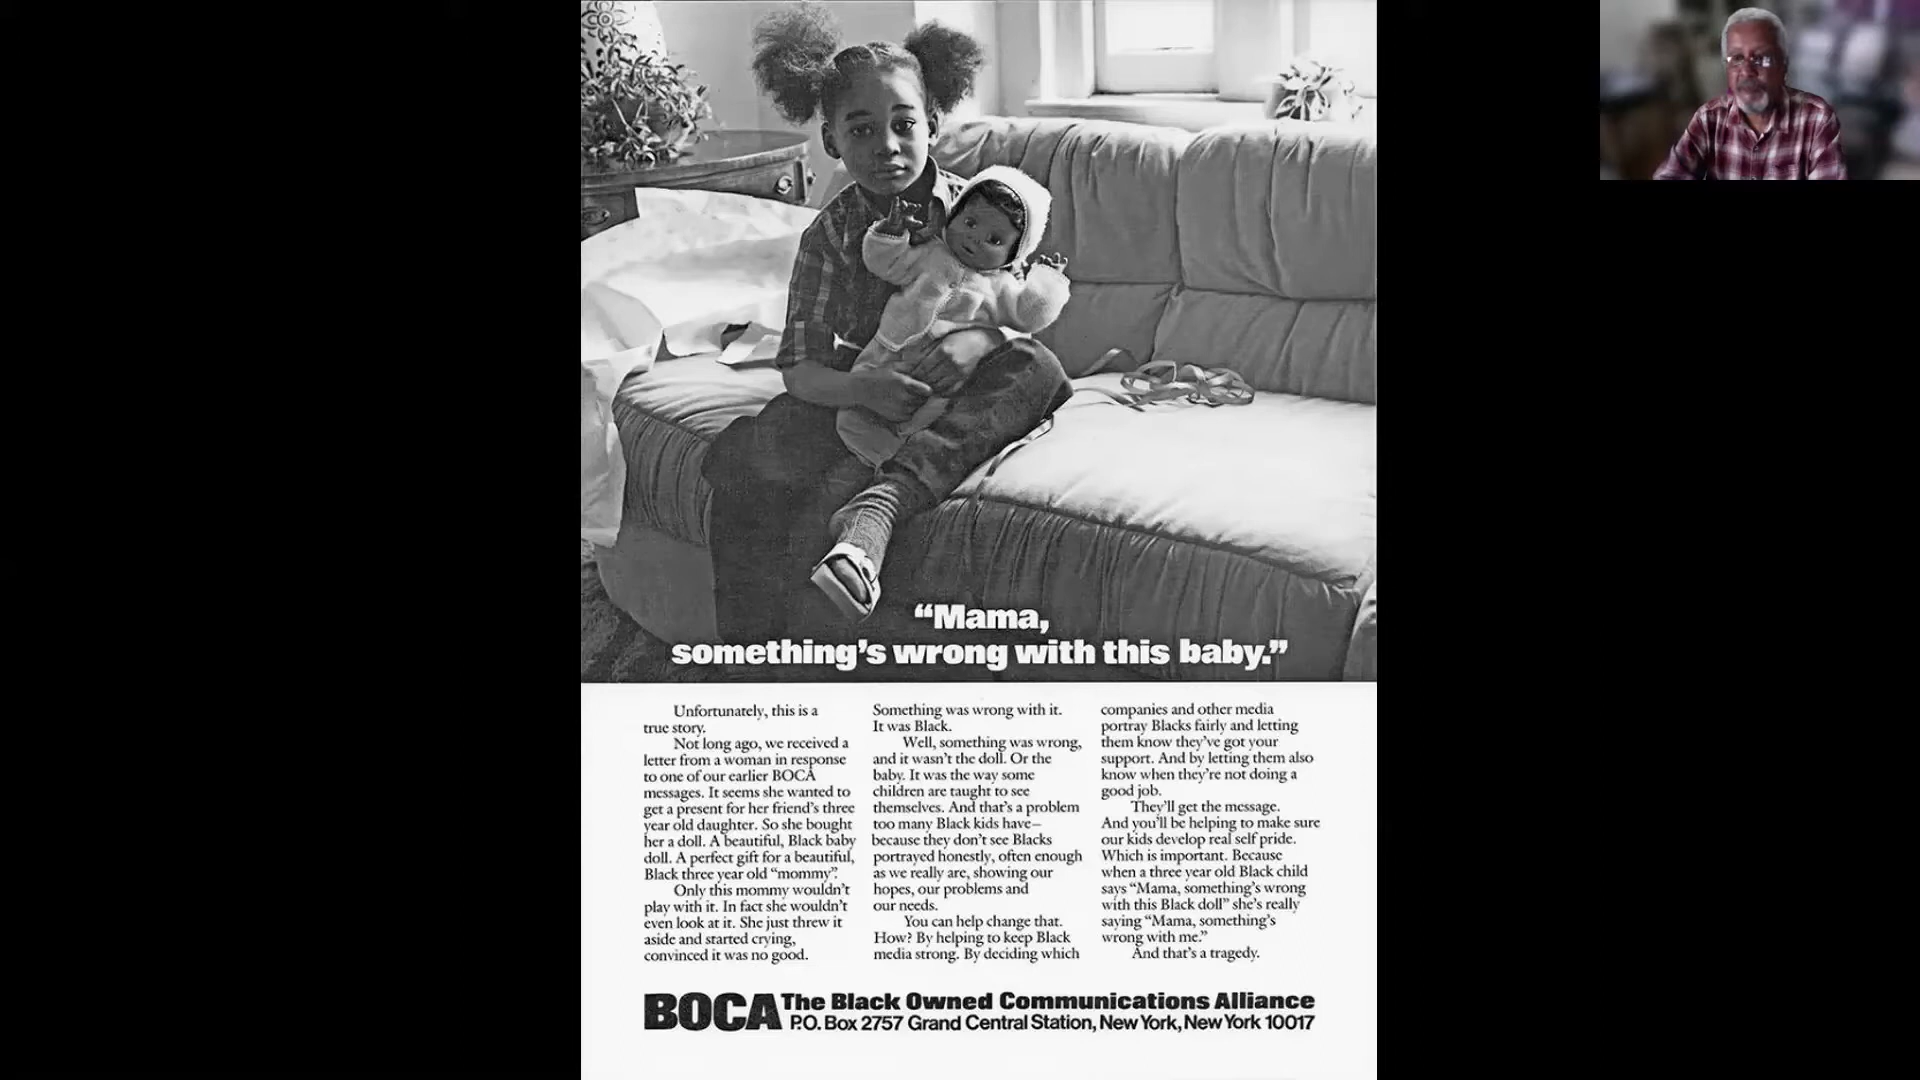 “Mama,
something's wrong with this baby.”
Unfortunately, this is a
true story.
Not long ago, we received a
letter from a woman in response
to one of our earlier BOCA
messages. It seems she wanted to
get a present for her friend's three
year old daughter. So she bought
her a doll. A beautiful, Black baby
doll. A perfect gift for a beautiful,
Black three year old “mommy”.
Only this mommy wouldn't
play with it. In fact she wouldn't
even look at it. She just threw it
aside and started crying,
convinced it was no good.
Something was wrong with it.
It was Black.
Well, something was wrong,
and it wasn't the doll. Or the
baby. It was the way some
children are taught to see
themselves. And that's a problem
too many Black kids have—
because they don't see Blacks
portrayed honestly, often enough
as we really are, showing our
hopes, our problems and
our needs.
You can help change that.
How? By helping to keep Black
media strong. By deciding which
companies and other media
portray Blacks fairly and letting
them know they've got your
support. And by letting them also
know when they're not doing a
good job.
They'll get the message.
And you'll be helping to make sure
our kids develop real self pride.
Which is important. Because
when a three year old Black child
says “Mama, something's wrong
with this Black doll” she's really
saying “Mama, something's
wrong with me.”
And that's a tragedy.
BOCA The Black Owned Communications Alliance
P.O. Box 2757 Grand Central Station, New York, New York 10017